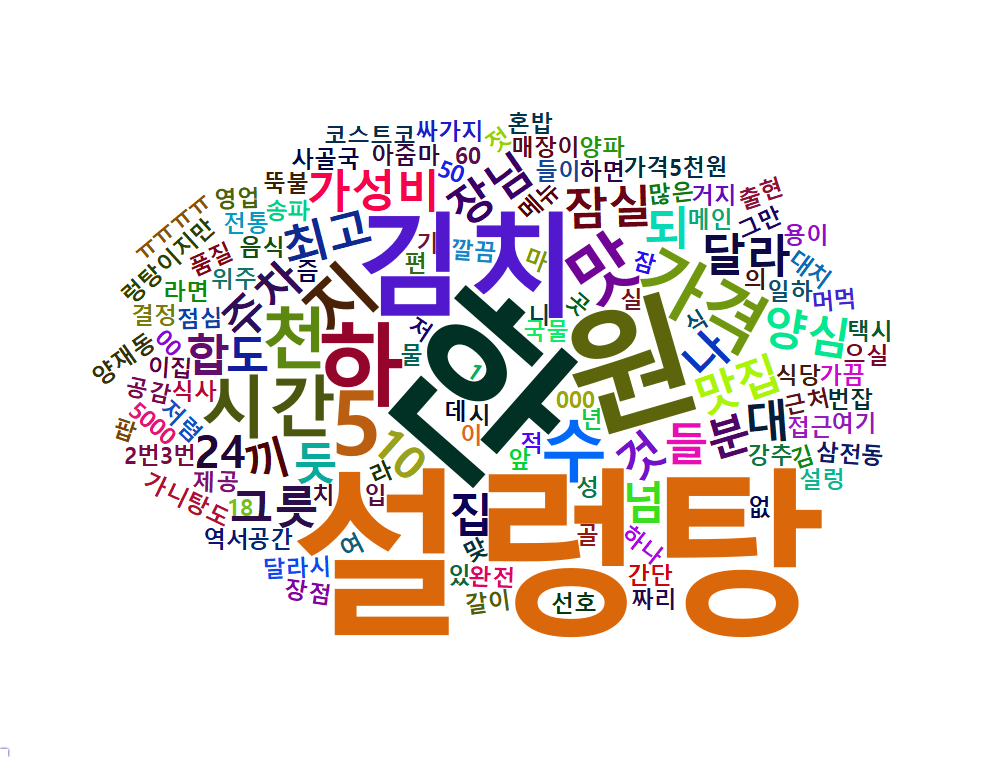 혼밥
코스트코
싸가지
것
매장이
양파
사골국
아줌마
60
50
들이
하면
가격5천원
뚝불
가성비
장님
메뉴
잠실
많은
거지
출현
영업
송파
전통
최고
김치
맛
되
메인
그만
ㅠㅠㅠㅠ
음식
기
깔끔
마
잠
달라
용이
렁탕이지만
품질
위주
주차
즘
편
곳
실
가격
의
대치
라면
지
일하
머먹
결정
점심
천
하
저
니
국물
식
나
양심
택시
양재동
00
이집
합
도
물
1
다야
원
맛집
으실
공감
식사
시간
5
데
시
000
식당
가끔
5000
저렴
이
년
근처
번잡
팝
24
끼
듯
10
적
수
것
들
분
대
접근
여기
2번3번
라
앞
강추
김
삼전동
가니탕도
제공
18
그릇
치
입
집
성
넘
설렁
없
설렁탕
역서공간
여
맞
골
하나
달라시
있
완전
간단
장점
갈이
선호
짜리